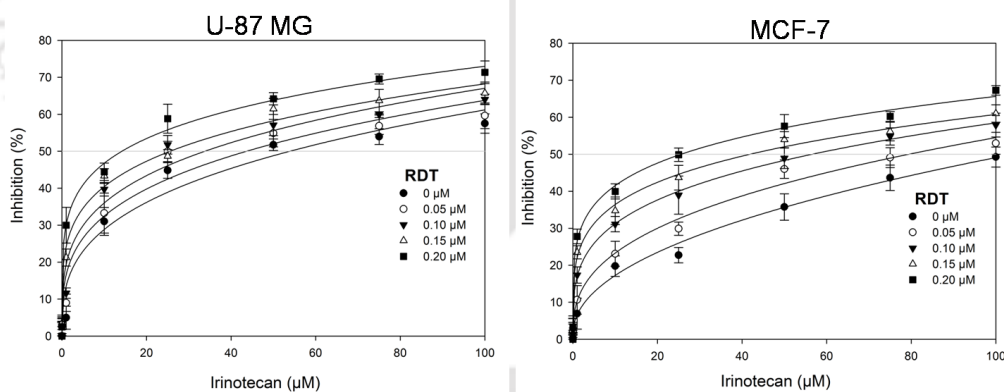 U-87 MG
80
70
60
50
40
30
20
10
0
Inhibition (%)
RDT
0 µM
0.05 µM
0.10 µM
0.15 µM
0.20 µM
0 20 40 60 80 100
Irinotecan (µM)
MCF-7
80
70
60
50
40
30
20
10
0
Inhibition (%)
RDT
0 µM
0.05 µM
0.10 µM
0.15 µM
0.20 µM
0 20 40 60 80 100
Irinotecan (µM)